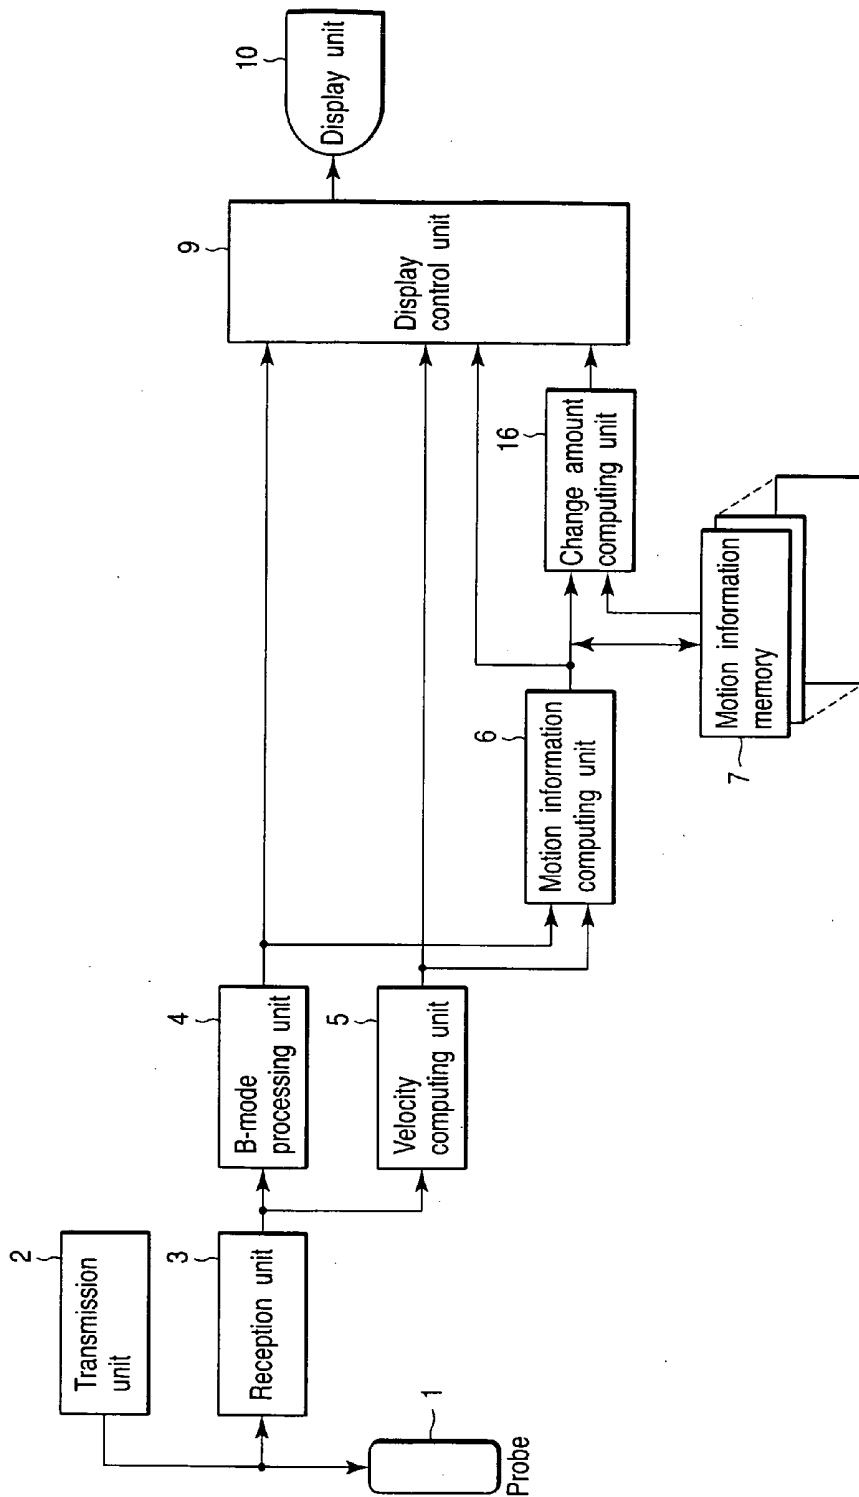 2
Transmission
unit
1
Probe
3
Reception unit
4
B-mode
processing unit
5
Velocity
computing unit
6
Motion information
computing unit
7
Motion information
memory
16
Change amount
computing unit
9
Display
control unit
10
Display unit